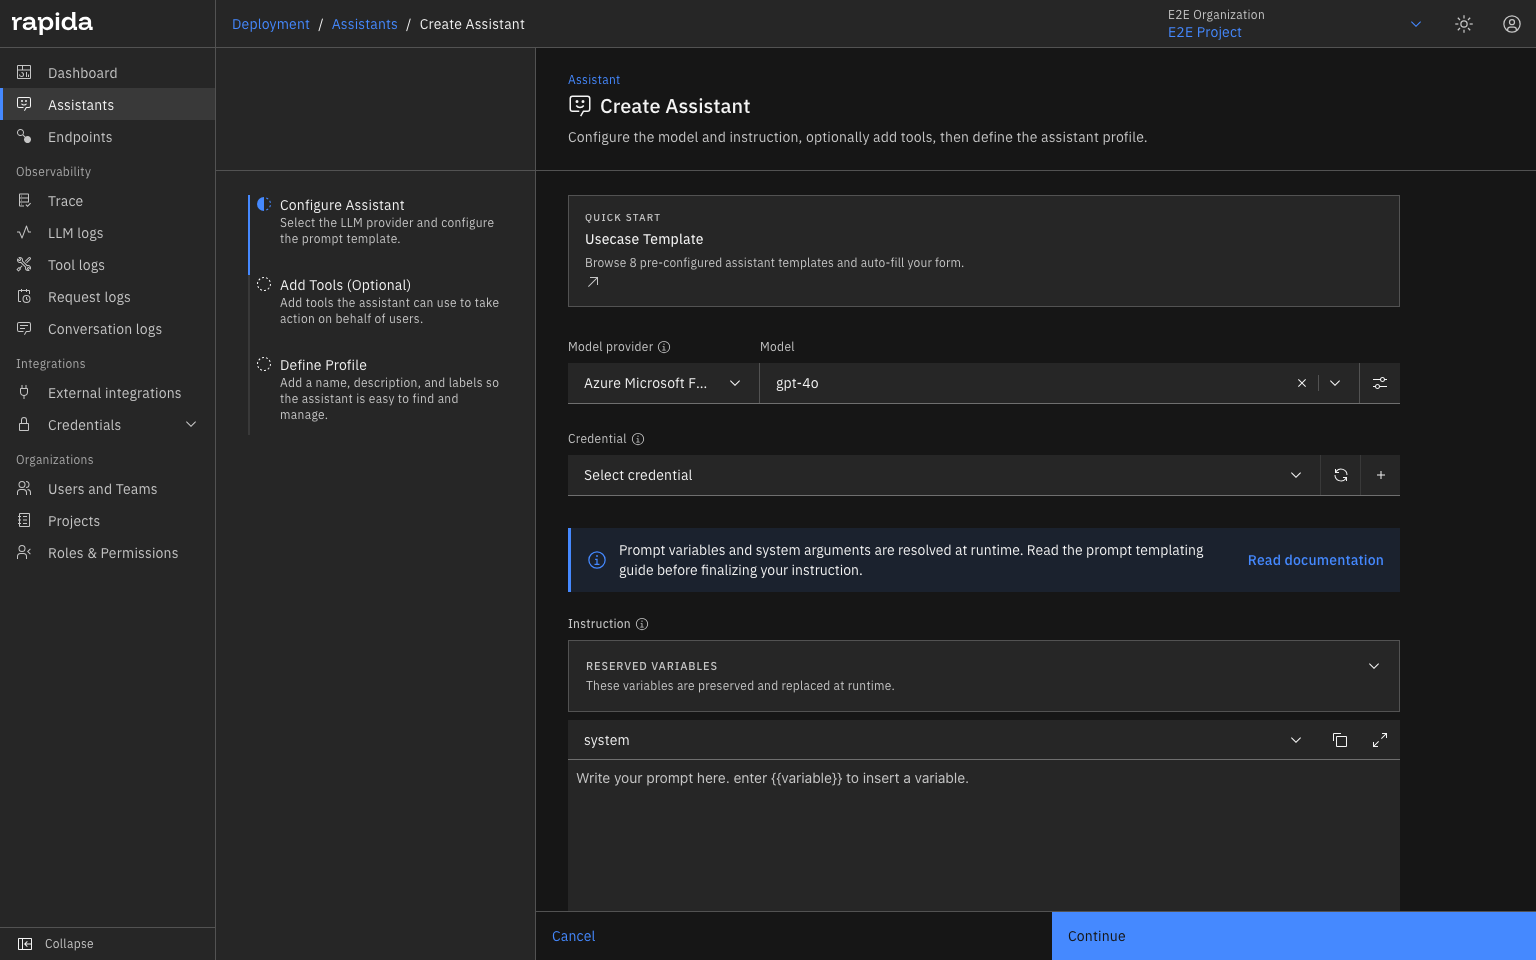 rapida
Deployment / Assistants / Create Assistant
E2E Organization
E2E Project
Dashboard
Assistants
Endpoints
Observability
Trace
LLM logs
Tool logs
Request logs
Conversation logs
Integrations
External integrations
Credentials
Organizations
Users and Teams
Projects
Roles & Permissions
Collapse
Configure Assistant
Select the LLM provider and configure
the prompt template.
Add Tools (Optional)
Add tools the assistant can use to take
action on behalf of users.
Define Profile
Add a name, description, and labels so
the assistant is easy to find and
manage.
Assistant
Create Assistant
Configure the model and instruction, optionally add tools, then define the assistant profile.
QUICK START
Usecase Template
Browse 8 pre-configured assistant templates and auto-fill your form.
Model provider
Model
Azure Microsoft F...
gpt-4o
Credential
Select credential
Prompt variables and system arguments are resolved at runtime. Read the prompt templating
guide before finalizing your instruction.
Read documentation
Instruction
RESERVED VARIABLES
These variables are preserved and replaced at runtime.
system
Write your prompt here. enter {{variable}} to insert a variable.
Cancel
Continue